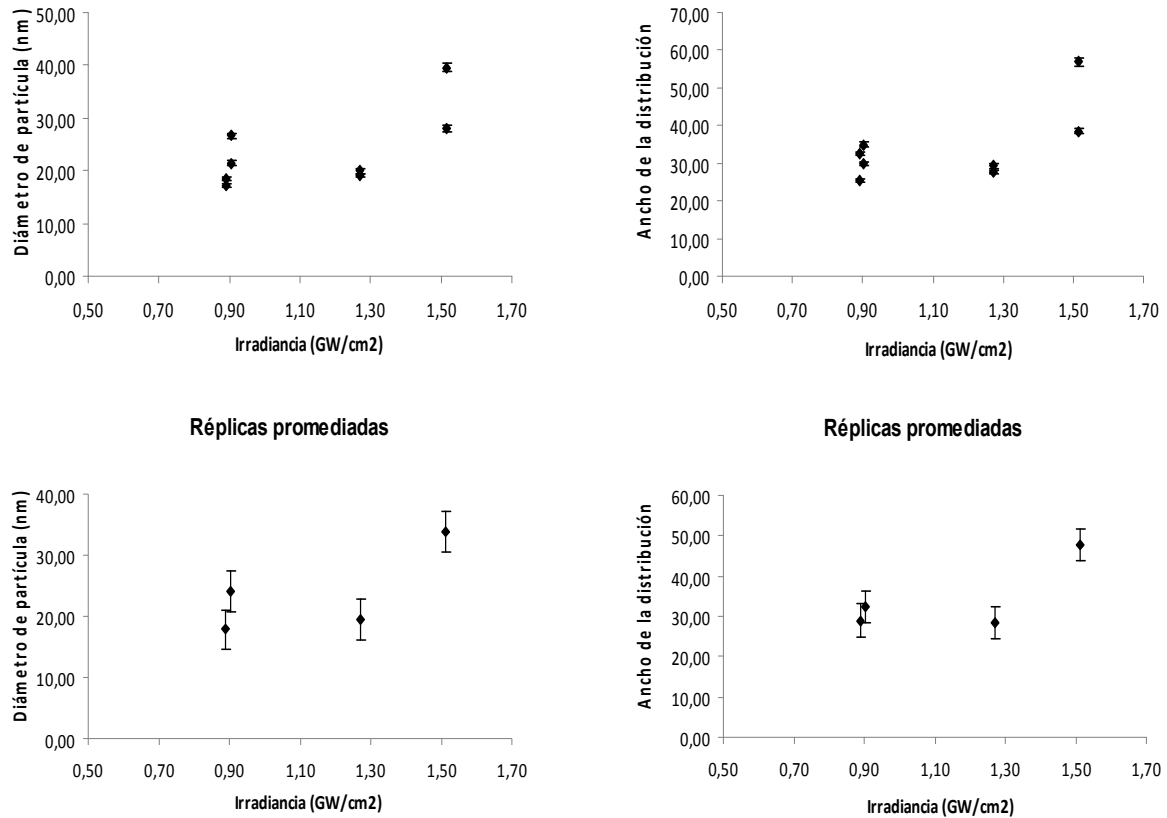 Diámetro de partícula (nm)
50,00
40,00
30,00
20,00
10,00
0,00
0,50 0,70 0,90 1,10 1,30 1,50 1,70
Irradiancia (GW/cm2)
Ancho de la distribución
70,00
60,00
50,00
40,00
30,00
20,00
10,00
0,00
0,50 0,70 0,90 1,10 1,30 1,50 1,70
Irradiancia (GW/cm2)
Réplicas promediadas
Diámetro de partícula (nm)
40,00
30,00
20,00
10,00
0,00
0,50 0,70 0,90 1,10 1,30 1,50 1,70
Irradiancia (GW/cm2)
Réplicas promediadas
Ancho de la distribución
60,00
50,00
40,00
30,00
20,00
10,00
0,00
0,50 0,70 0,90 1,10 1,30 1,50 1,70
Irradiancia (GW/cm2)